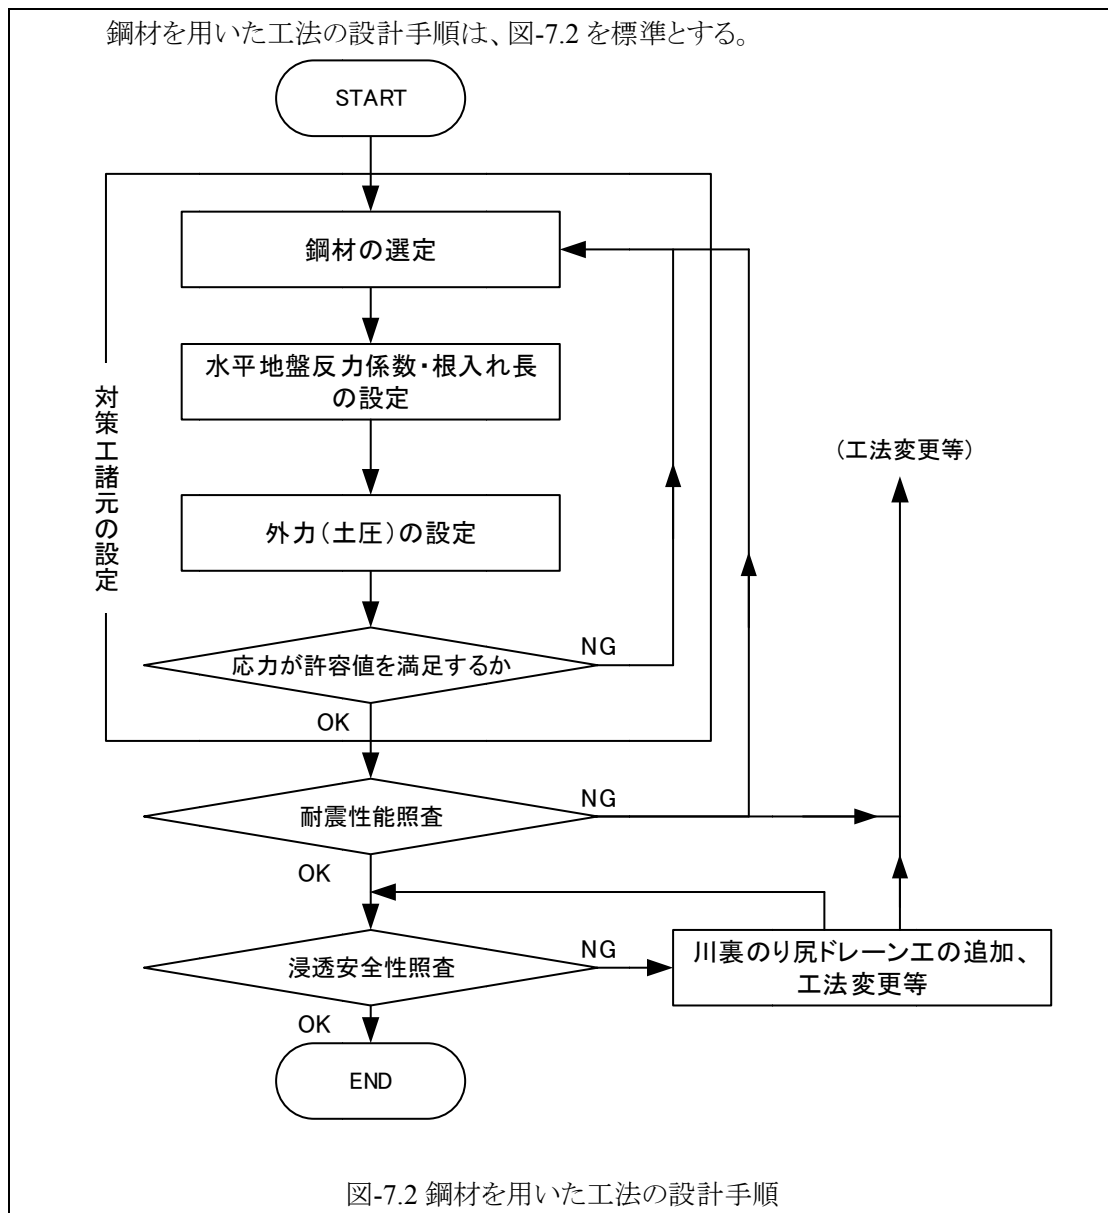 鋼材を用いた工法の設計手順は、図-7.2 を標準とする。
START
鋼材の選定
水平地盤反力係数・根入れ長
の設定
対策工諸元の設定
外力（土圧）の設定
(工法変更等)
応力が許容値を満足するか
NG
OK
耐震性能照査
NG
OK
浸透安全性照査
NG
川裏のり尻ドレーン工の追加、
工法変更等
OK
END
図-7.2 鋼材を用いた工法の設計手順